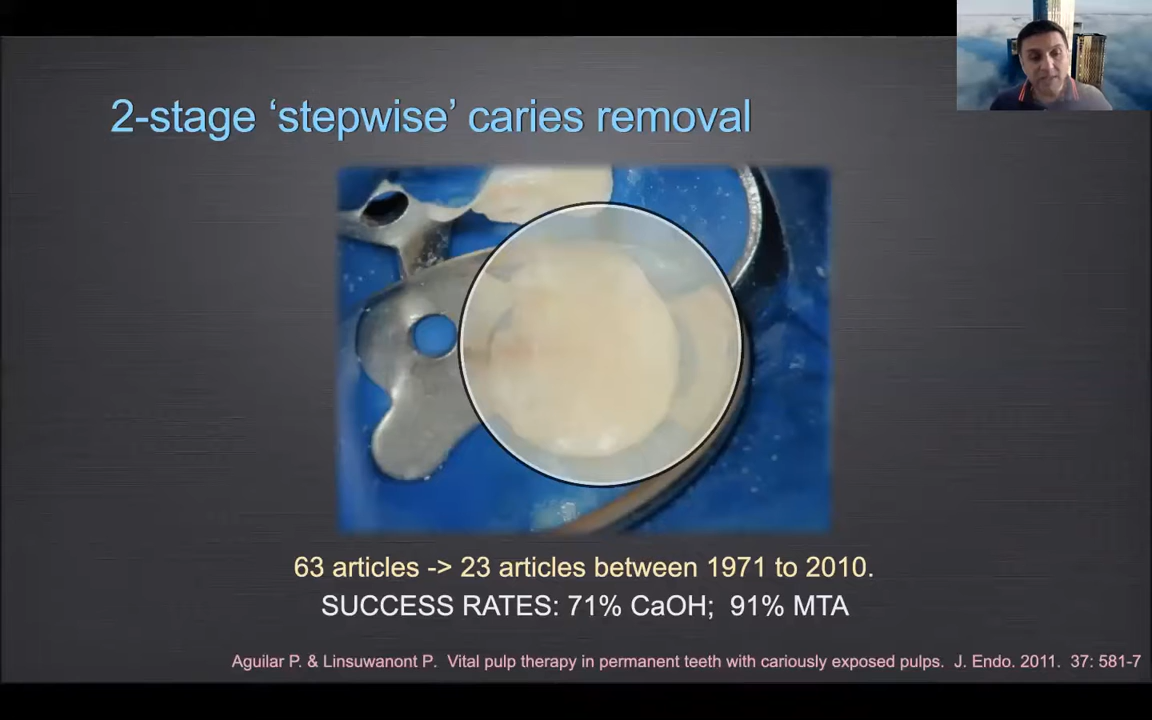 2-stage ‘stepwise’ caries removal
63 articles -> 23 articles between 1971 to 2010.
SUCCESS RATES: 71% CaOH;  91% MTA
Aguilar P. & Linsuwanont P.  Vital pulp therapy in permanent teeth with cariously exposed pulps.  J. Endo. 2011.  37: 581-7